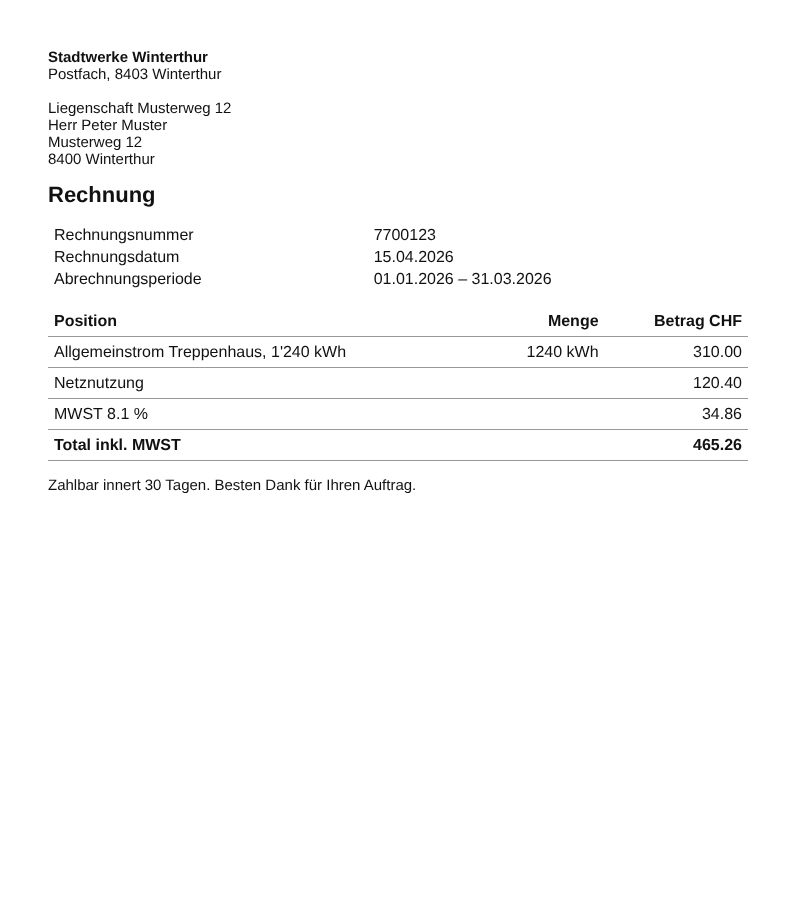 Stadtwerke Winterthur
Postfach, 8403 Winterthur
Liegenschaft Musterweg 12
Herr Peter Muster
Musterweg 12
8400 Winterthur
Rechnung
Rechnungsnummer 7700123
Rechnungsdatum 15.04.2026
Abrechnungsperiode 01.01.2026 – 31.03.2026
Position Menge Betrag CHF
Allgemeinstrom Treppenhaus, 1'240 kWh 1240 kWh 310.00
Netznutzung 120.40
MWST 8.1 % 34.86
Total inkl. MWST 465.26
Zahlbar innert 30 Tagen. Besten Dank für Ihren Auftrag.